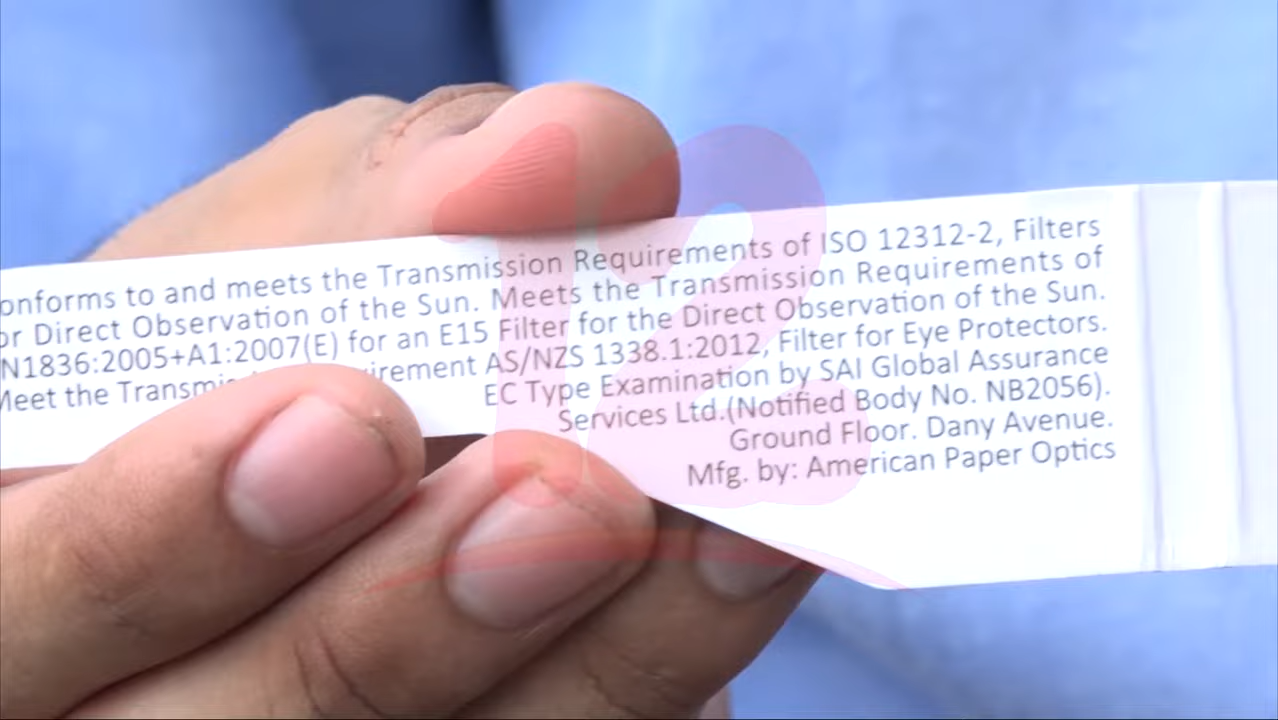 onforms to and meets the Transmission Requirements of ISO 12312-2, Filters
or Direct Observation of the Sun. Meets the Transmission Requirements of
N1836:2005+A1:2007(E) for an E15 Filter for the Direct Observation of the Sun.
Meet the Requirement AS/NZS 1338.1:2012, Filter for Eye Protectors.
EC Type Examination by SAI Global Assurance
Services Ltd.(Notified Body No. NB2056).
Ground Floor. Dany Avenue.
Mfg. by: American Paper Optics
12